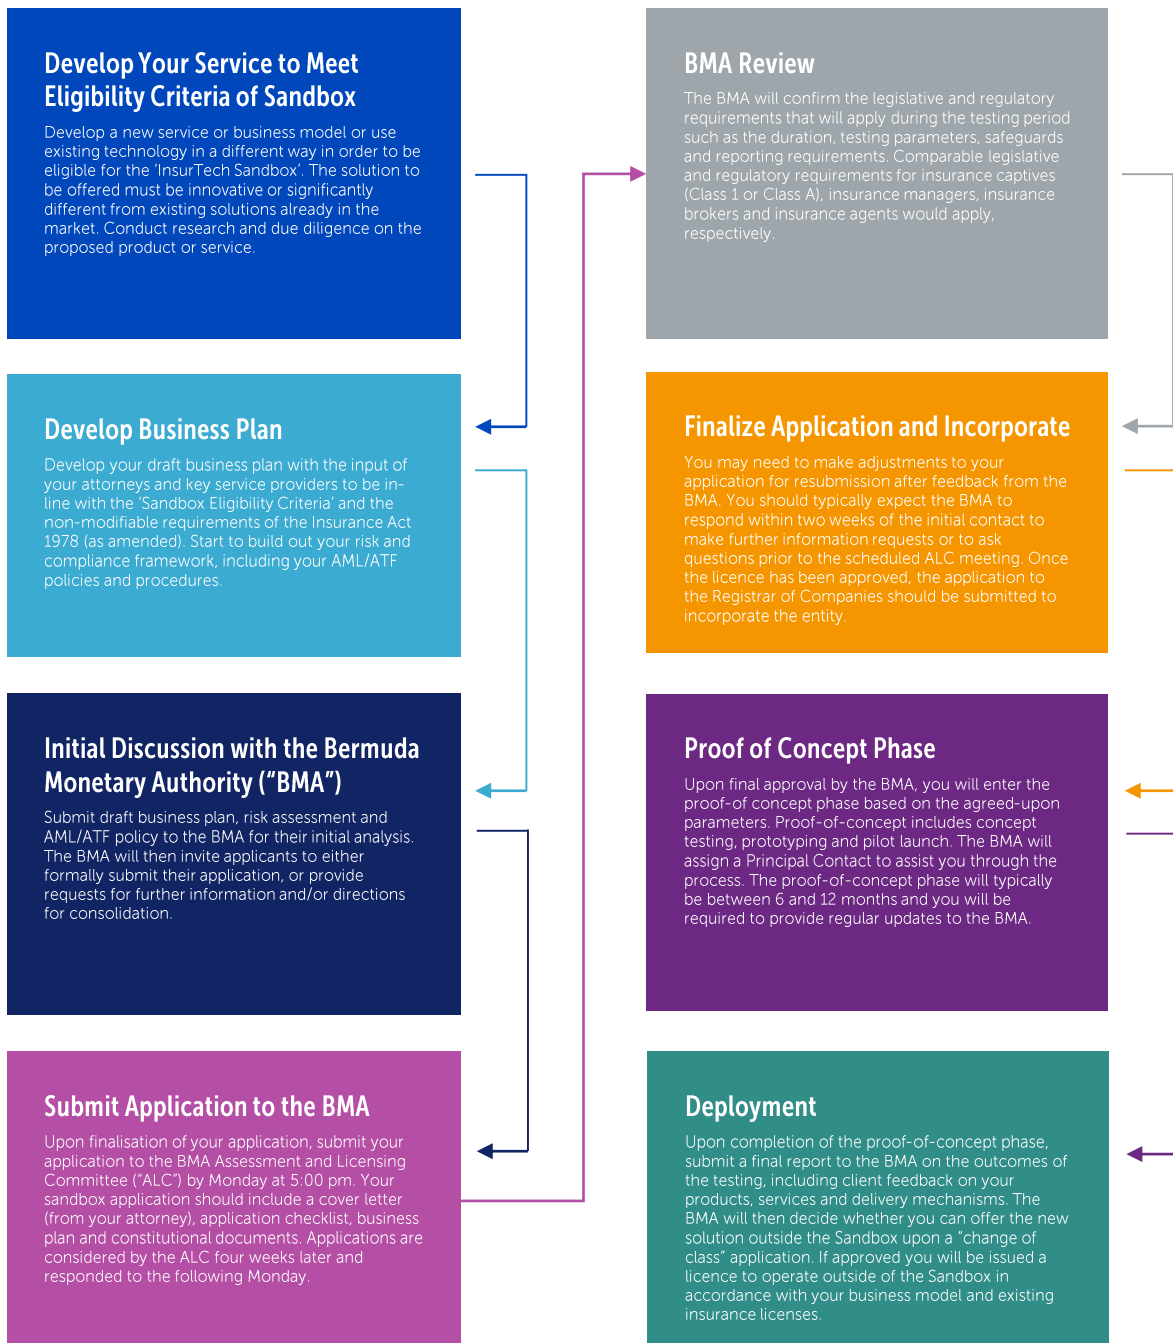 Develop Your Service to Meet
Eligibility Criteria of Sandbox
Develop a new service or business model or use
existing technology in a different way in order to be
eligible for the ‘InsurTech Sandbox’. The solution to
be offered must be innovative or significantly
different from existing solutions already in the
market. Conduct research and due diligence on the
proposed product or service.
Develop Business Plan
Develop your draft business plan with the input of
your attorneys and key service providers to be in-
line with the ‘Sandbox Eligibility Criteria’ and the
non-modifiable requirements of the Insurance Act
1978 (as amended). Start to build out your risk and
compliance framework, including your AML/ATF
policies and procedures.
Initial Discussion with the Bermuda
Monetary Authority (“BMA”)
Submit draft business plan, risk assessment and
AML/ATF policy to the BMA for their initial analysis.
The BMA will then invite applicants to either
formally submit their application, or provide
requests for further information and/or directions
for consolidation.
Submit Application to the BMA
Upon finalisation of your application, submit your
application to the BMA Assessment and Licensing
Committee (“ALC”) by Monday at 5:00 pm. Your
sandbox application should include a cover letter
(from your attorney), application checklist, business
plan and constitutional documents. Applications are
considered by the ALC four weeks later and
responded to the following Monday.
BMA Review
The BMA will confirm the legislative and regulatory
requirements that will apply during the testing period
such as the duration, testing parameters, safeguards
and reporting requirements. Comparable legislative
and regulatory requirements for insurance captives
(Class 1 or Class A), insurance managers, insurance
brokers and insurance agents would apply,
respectively.
Finalize Application and Incorporate
You may need to make adjustments to your
application for resubmission after feedback from the
BMA. You should typically expect the BMA to
respond within two weeks of the initial contact to
make further information requests or to ask
questions prior to the scheduled ALC meeting. Once
the licence has been approved, the application to
the Registrar of Companies should be submitted to
incorporate the entity.
Proof of Concept Phase
Upon final approval by the BMA, you will enter the
proof-of concept phase based on the agreed-upon
parameters. Proof-of-concept includes concept
testing, prototyping and pilot launch. The BMA will
assign a Principal Contact to assist you through the
process. The proof-of-concept phase will typically
be between 6 and 12 months and you will be
required to provide regular updates to the BMA.
Deployment
Upon completion of the proof-of-concept phase,
submit a final report to the BMA on the outcomes of
the testing, including client feedback on your
products, services and delivery mechanisms. The
BMA will then decide whether you can offer the new
solution outside the Sandbox upon a “change of
class” application. If approved you will be issued a
licence to operate outside of the Sandbox in
accordance with your business model and existing
insurance licenses.